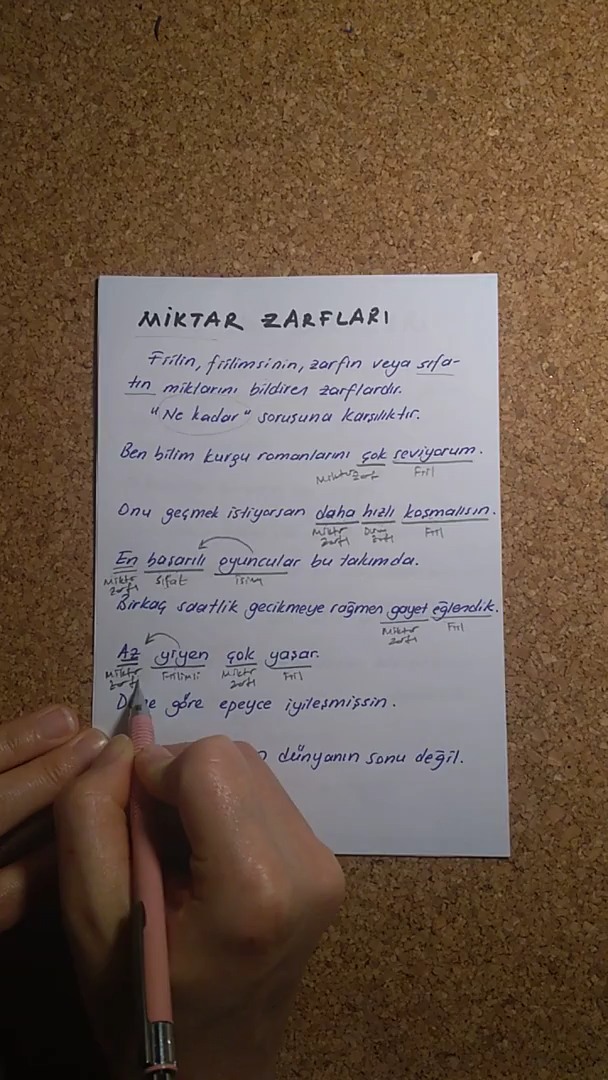 MİKTAR ZARFLARI
Fiilin, fiilimsinin, zarfın veya sıfa-
tın miktarını bildiren zarflardır.
"Ne kadar" sorusuna karşılıktır.
Ben bilim kurgu romanlarını çok seviyorum.
Miktar zarfı Fiil
Onu geçmek istiyorsan daha hızlı koşmalısın.
Miktar zarfı Durum zarfı Fiil
En başarılı oyuncular bu takımda.
Miktar zarfı sıfat isim
Birkaç saatlik gecikmeye rağmen gayet eğlendik.
Miktar zarfı Fiil
Az yiyen çok yaşar.
Miktar zarfı Fiilimsi Miktar zarfı Fiil
göre epeyce iyileşmişsin.
dünyanın sonu değil.